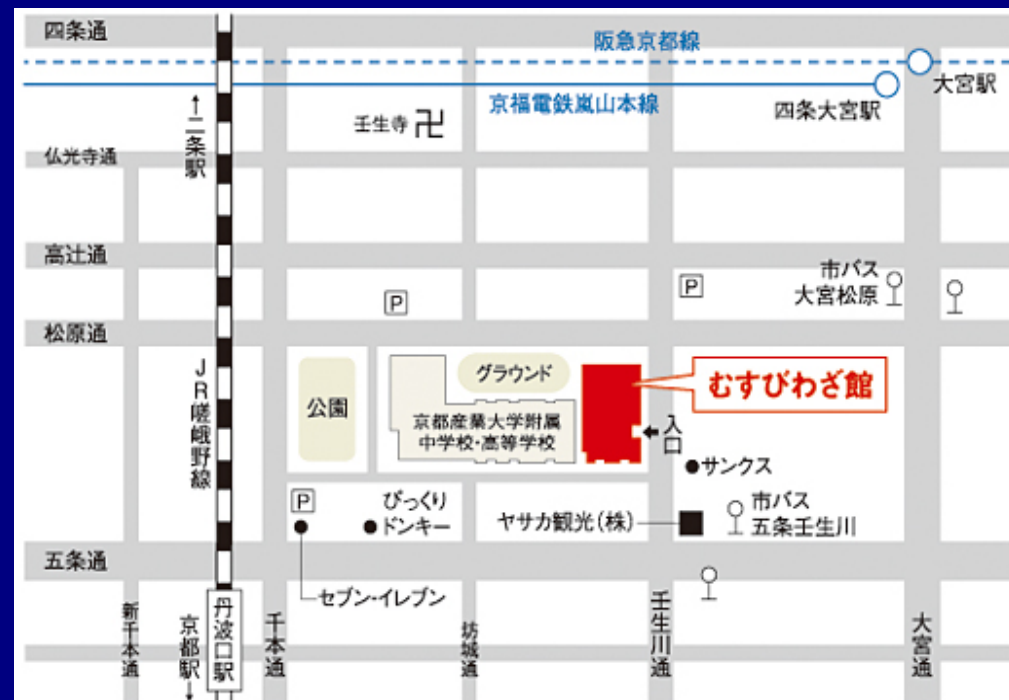 四条通
阪急京都線
大宮駅
京福電鉄嵐山本線
四条大宮駅
↑二条駅
壬生寺 卍
仏光寺通
高辻通
市バス
大宮松原
P
P
松原通
JR嵯峨野線
公園
グラウンド
京都産業大学附属
中学校・高等学校
むすびわざ館
←入口
サンクス
P
びっくり
ドンキー
ヤサカ観光(株)
市バス
五条壬生川
五条通
セブン・イレブン
新千本通
京都駅↓
丹波口駅
千本通
坊城通
壬生川通
大宮通